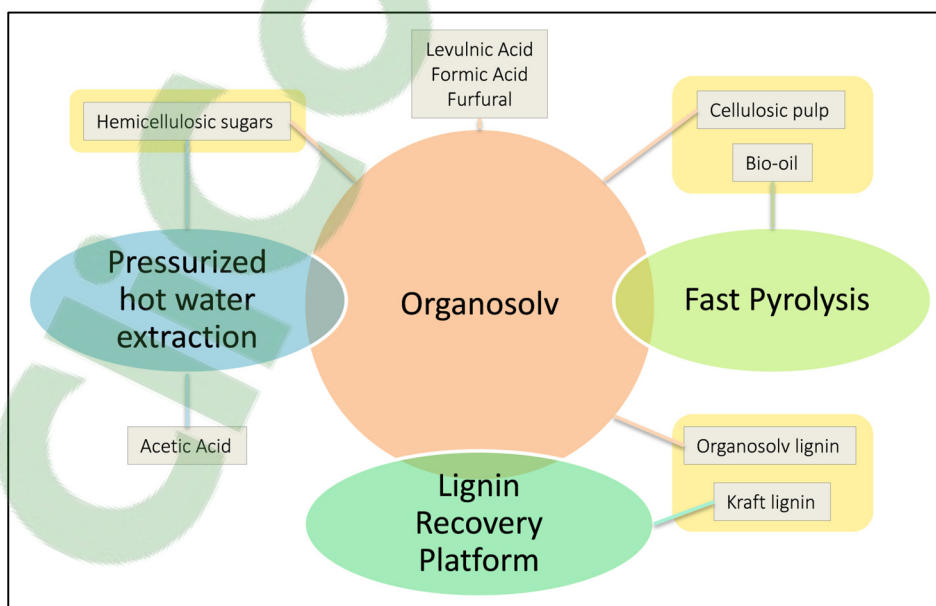 Levulnic Acid
Formic Acid
Furfural
Hemicellulosic sugars
Cellulosic pulp
Bio-oil
Pressurized
hot water
extraction
Organosolv
Fast Pyrolysis
Acetic Acid
Organosolv lignin
Kraft lignin
Lignin
Recovery
Platform